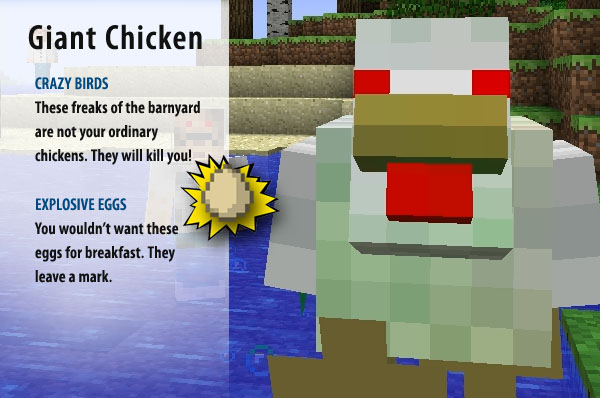 Giant Chicken
CRAZY BIRDS
These freaks of the barnyard
are not your ordinary
chickens. They will kill you!
EXPLOSIVE EGGS
You wouldn't want these
eggs for breakfast. They
leave a mark.